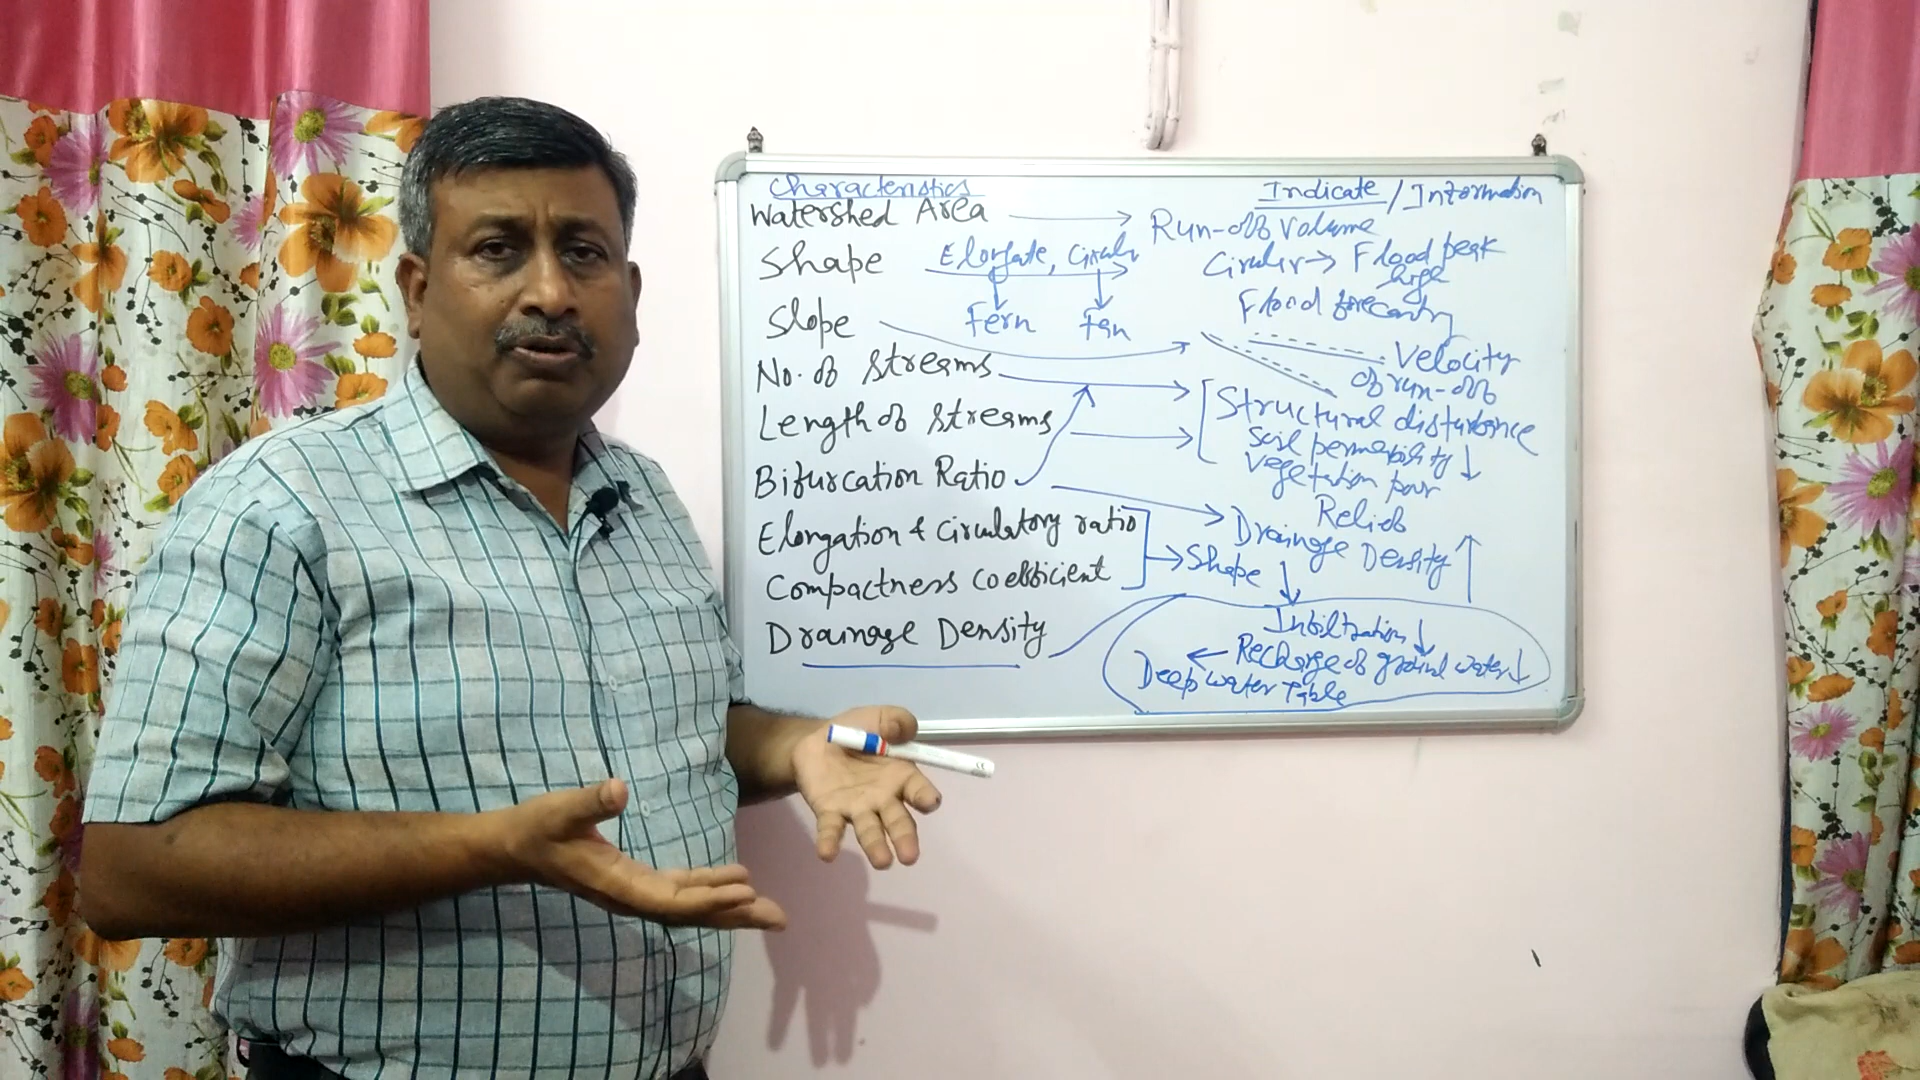 Characteristics
Indicate / Information
Watershed Area
Run-off Volume
Shape
Elongate, Circular
Circular → Flood peak
high
Fern Fan
Flood forecasting
Slope
Velocity
of run-off
No. of Streams
Structural disturbance
Length of Streams
Soil permeability ↓
Vegetation poor
Bifurcation Ratio
Relief
Drainage Density ↑
Elongation & Circulatory ratio
Shape
Compactness Coefficient
Drainage Density
Infiltration ↓
← Recharge of ground water ↓
Deep water Table